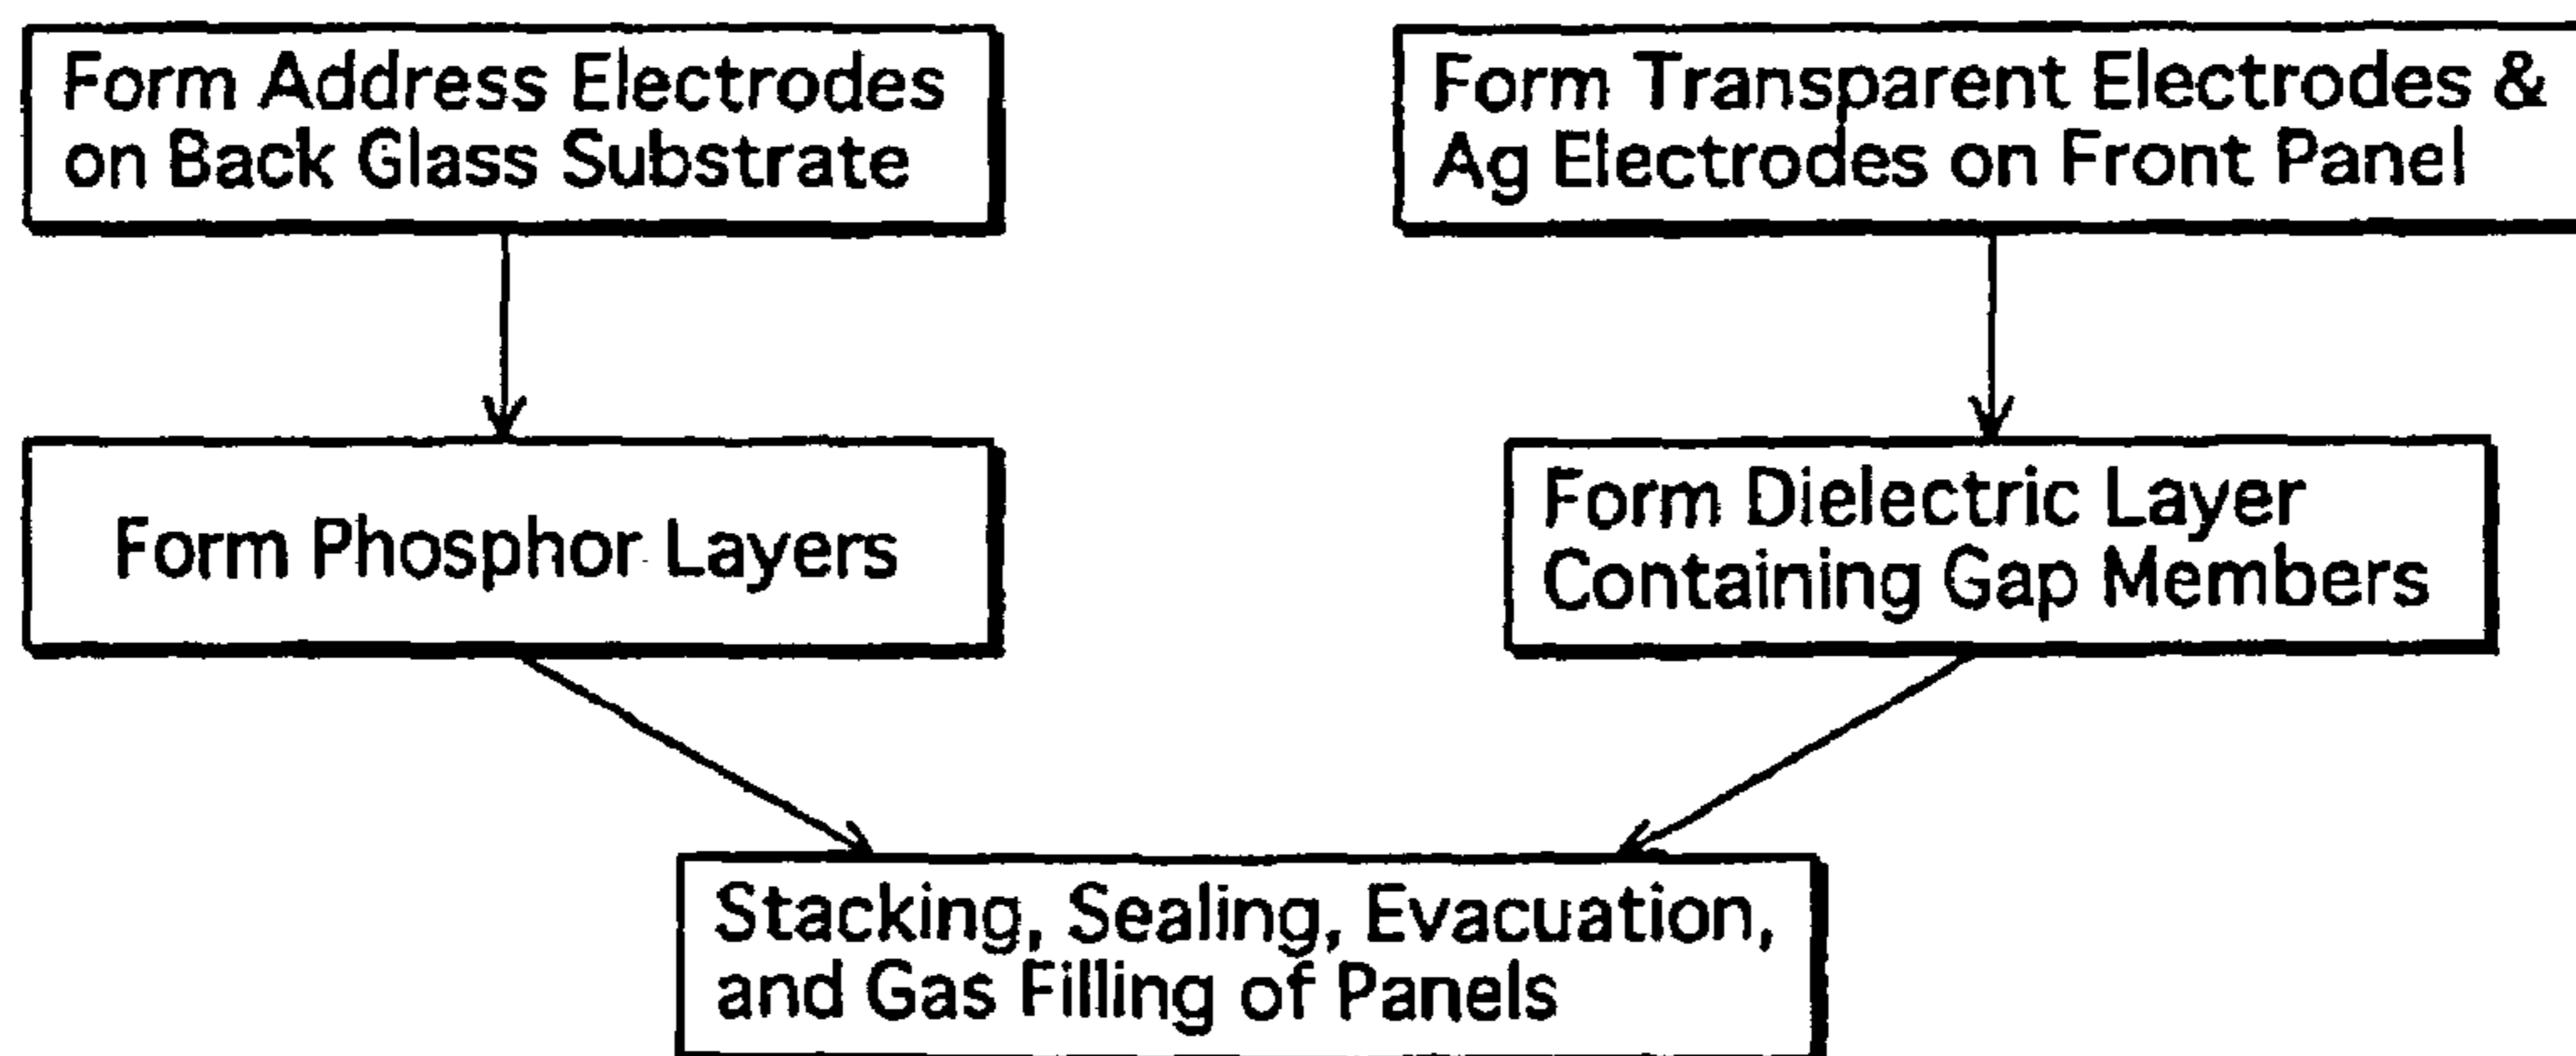 Form Address Electrodes
on Back Glass Substrate
Form Transparent Electrodes &
Ag Electrodes on Front Panel
Form Phosphor Layers
Form Dielectric Layer
Containing Gap Members
Stacking, Sealing, Evacuation,
and Gas Filling of Panels